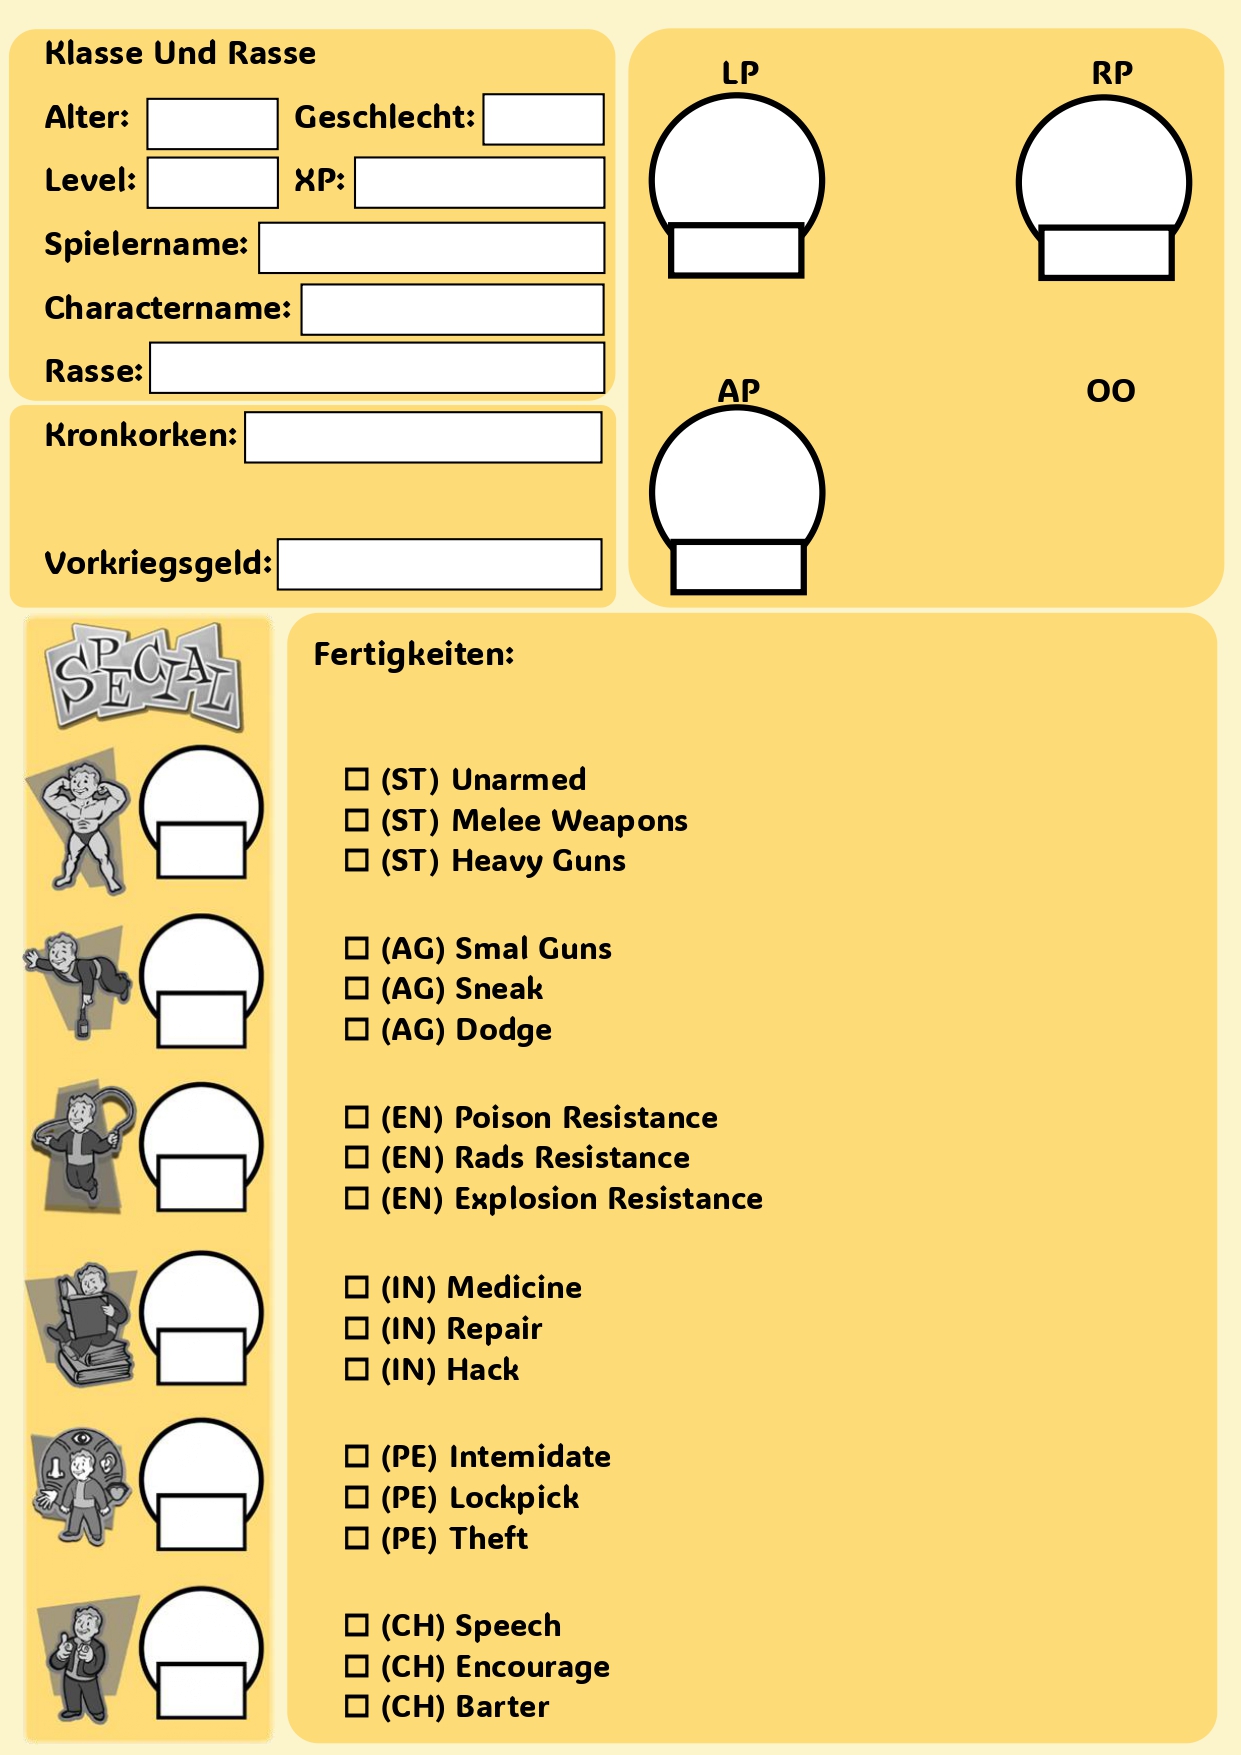 Klasse Und Rasse
Alter: Geschlecht:
Level: XP:
Spielername:
Charactername:
Rasse:
Kronkorken:
Vorkriegsgeld:
LP RP
AP OO
SPECIAL
Fertigkeiten:
☐ (ST) Unarmed
☐ (ST) Melee Weapons
☐ (ST) Heavy Guns
☐ (AG) Smal Guns
☐ (AG) Sneak
☐ (AG) Dodge
☐ (EN) Poison Resistance
☐ (EN) Rads Resistance
☐ (EN) Explosion Resistance
☐ (IN) Medicine
☐ (IN) Repair
☐ (IN) Hack
☐ (PE) Intemidate
☐ (PE) Lockpick
☐ (PE) Theft
☐ (CH) Speech
☐ (CH) Encourage
☐ (CH) Barter